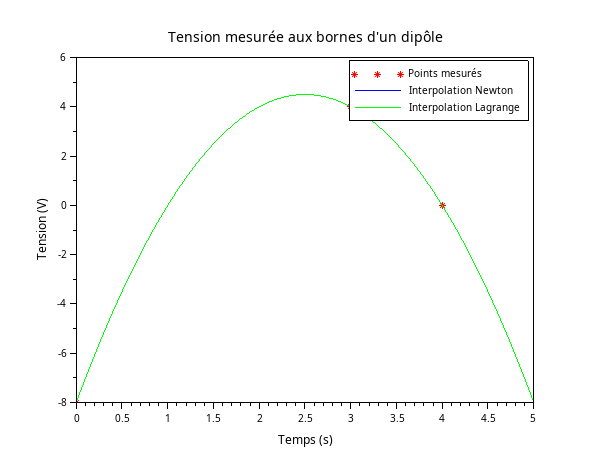 Tension mesurée aux bornes d'un dipôle
Points mesurés
Interpolation Newton
Interpolation Lagrange
Tension (V)
6
4
2
0
-2
-4
-6
-8
0 0.5 1 1.5 2 2.5 3 3.5 4 4.5 5
Temps (s)